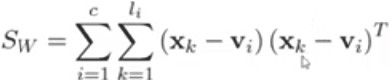 S_W = \sum_{i=1}^{c} \sum_{k=1}^{l_i} (\mathbf{x}_k - \mathbf{v}_i) (\mathbf{x}_k - \mathbf{v}_i)^T